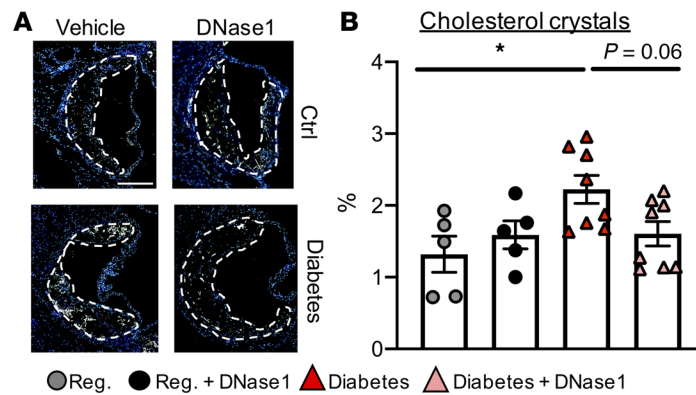 A
Vehicle
DNase1
Ctrl
Diabetes
B
Cholesterol crystals
*
P = 0.06
%
4
3
2
1
0
Reg.
Reg. + DNase1
Diabetes
Diabetes + DNase1